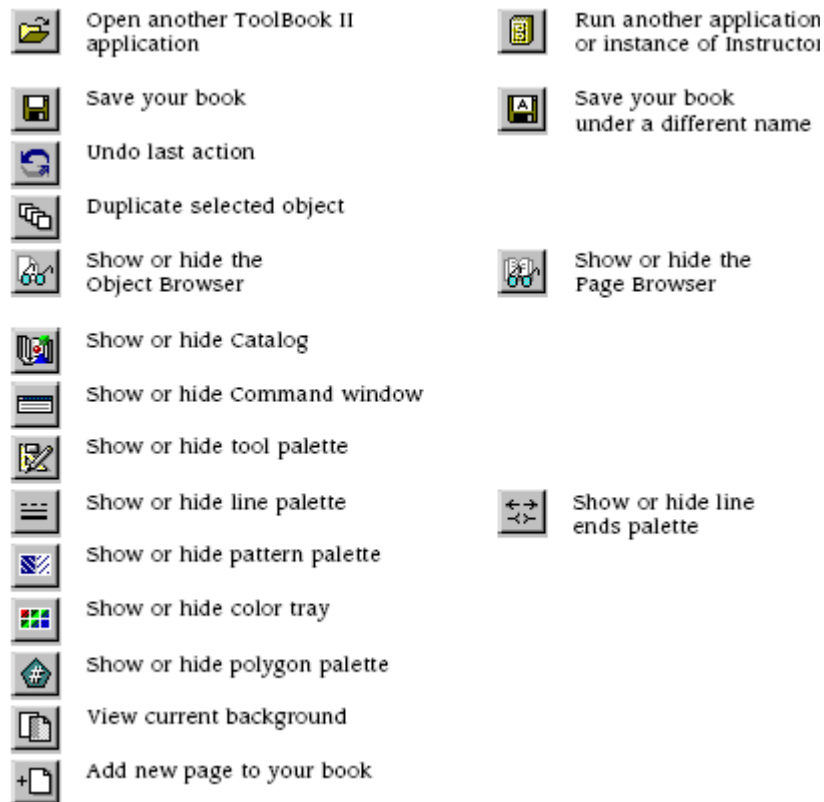 Open another ToolBook II
application
Run another application
or instance of Instructor
Save your book
Save your book
under a different name
Undo last action
Duplicate selected object
Show or hide the
Object Browser
Show or hide the
Page Browser
Show or hide Catalog
Show or hide Command window
Show or hide tool palette
Show or hide line palette
Show or hide line
ends palette
Show or hide pattern palette
Show or hide color tray
Show or hide polygon palette
View current background
Add new page to your book